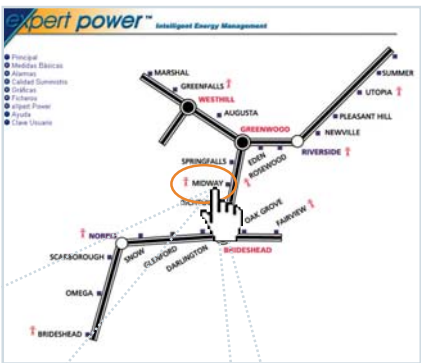 expert power™ Intelligent Energy Management
Principal
Medidas Básicas
Alarmas
Calidad Suministro
Gráficas
Ficheros
eXpert Power
Ayuda
Clave Usuario
MARSHAL
GREENFALLS
WESTHILL
AUGUSTA
GREENWOOD
SUMMER
UTOPIA
PLEASANT HILL
NEWVILLE
RIVERSIDE
SPRINGFALLS
EDEN
ROSEWOOD
MIDWAY
OAK GROVE
FAIRVIEW
SNOW
GLENFORD
DARLINGTON
BRIDESHEAD
SCARBOROUGH
OMEGA
BRIDESHEAD